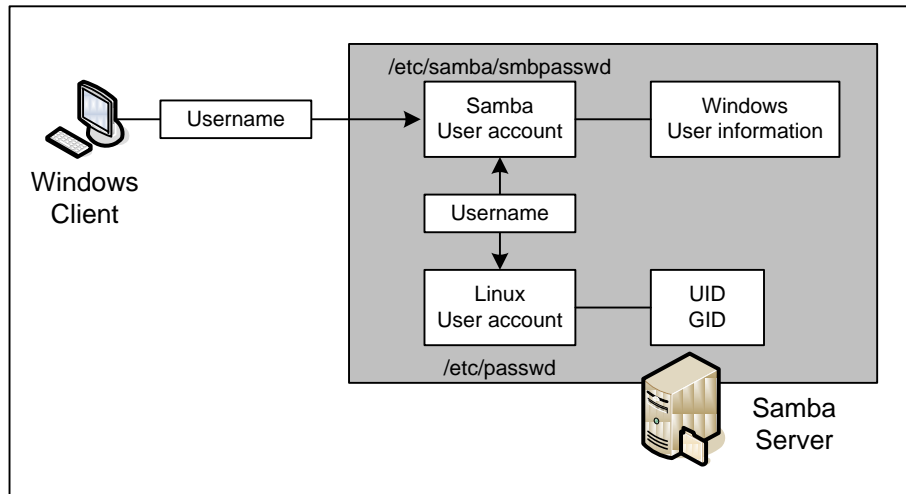 /etc/samba/smbpasswd
Username
Samba
User account
Windows
User information
Windows
Client
Username
Linux
User account
UID
GID
/etc/passwd
Samba
Server